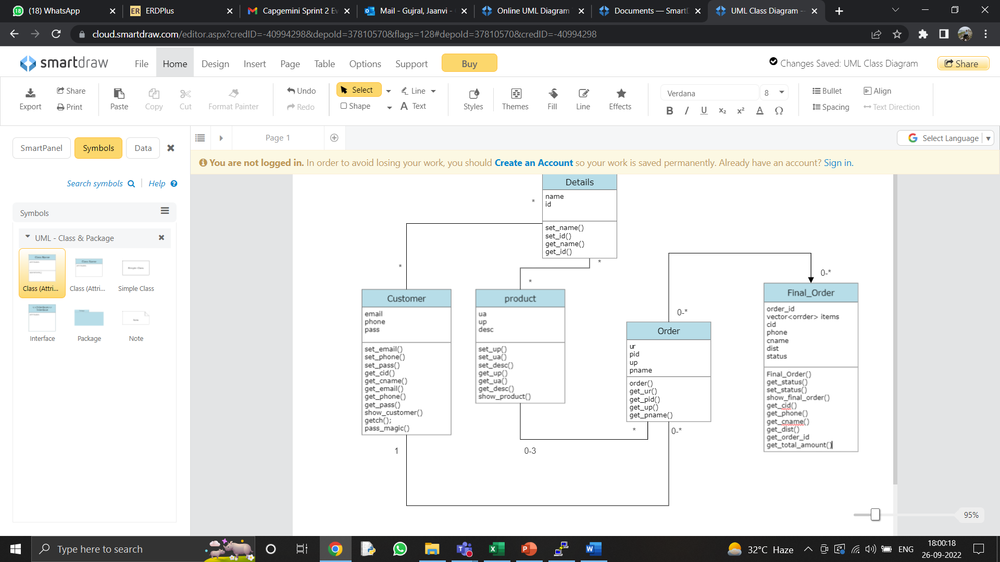 (18) WhatsApp
ERDPlus
Capgemini Sprint 2 Ev
Mail - Gujral, Jaanvi -
Online UML Diagram
Documents — SmartD
UML Class Diagram --
cloud.smartdraw.com/editor.aspx?credID=-40994298&depoId=37810570&flags=128#depoId=37810570&credID=-40994298
smartdraw
File
Home
Design
Insert
Page
Table
Options
Support
Buy
Changes Saved: UML Class Diagram
Share
Export
Share
Print
Paste
Copy
Cut
Format Painter
Undo
Redo
Select
Shape
Line
Text
Styles
Themes
Fill
Line
Effects
Verdana
8
B I U x₂ x² A Ω
Bullet
Spacing
Align
Text Direction
SmartPanel
Symbols
Data
Page 1
Select Language
You are not logged in. In order to avoid losing your work, you should Create an Account so your work is saved permanently. Already have an account? Sign in.
Search symbols
Help
Symbols
UML - Class & Package
Class Name
Class Name
Simple Class
Class (Attri...
Class (Attri...
Simple Class
Interface
Package
Note
Details
name
id
set_name()
set_id()
get_name()
get_id()
*
*
*
*
Customer
email
phone
pass
set_email()
set_phone()
set_pass()
get_cid()
get_cname()
get_email()
get_phone()
get_pass()
show_customer()
getch();
pass_magic()
1
product
ua
up
desc
set_up()
set_ua()
set_desc()
get_up()
get_ua()
get_desc()
show_product()
0-3
0-*
Order
ur
pid
up
pname
order()
get_ur()
get_pid()
get_up()
get_pname()
*
0-*
0-*
Final_Order
order_id
vector<orrder> items
cid
phone
cname
dist
status
Final_Order()
get_status()
set_status()
show_final_order()
get_cid()
get_phone()
get_cname()
get_dist()
get_order_id
get_total_amount()
95%
Type here to search
32°C Haze
ENG
18:00:18
26-09-2022